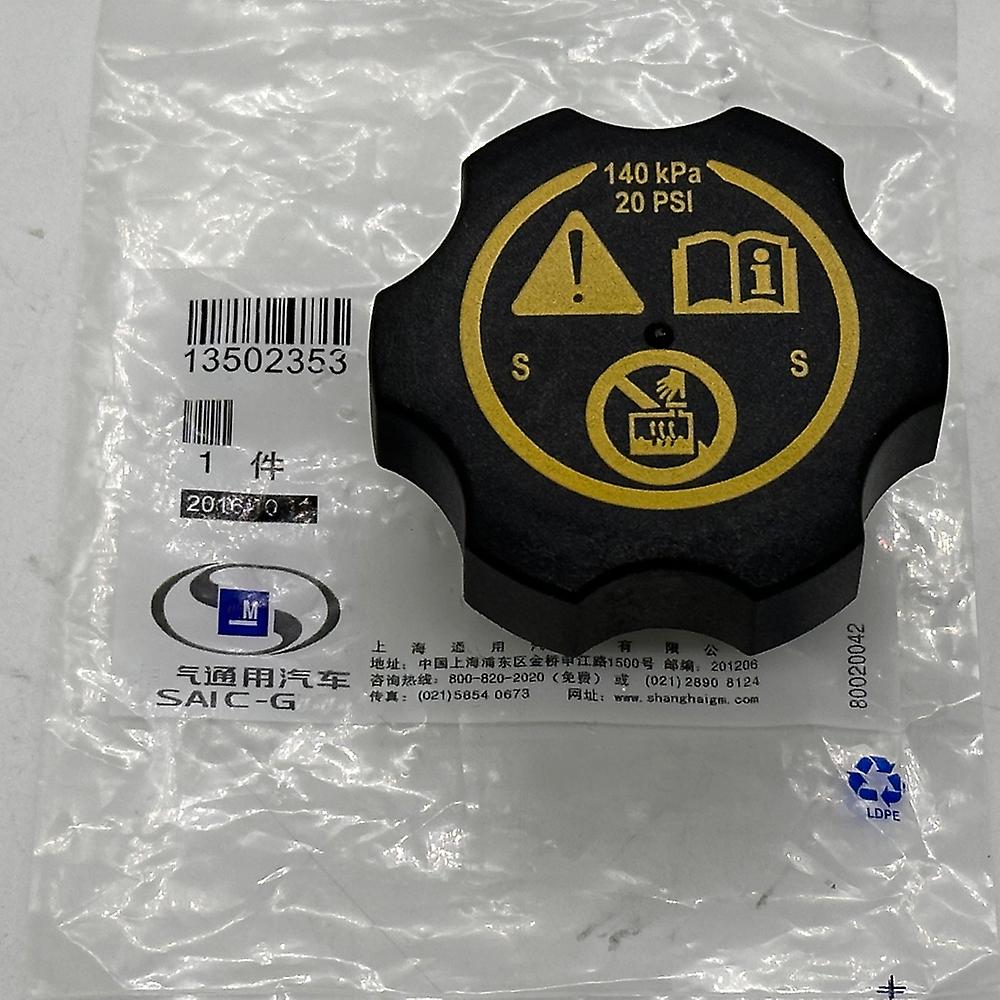 140 kPa
20 PSI
S
S
13502353
1 件
2016
M
气通用汽车
SAIC-G
上 海 通 用 汽 有 限 公
地址: 中国上海浦东区金桥申江路1500号 邮编: 201206
咨询热线: 800-820-2020 (免费) 或 (021) 2890 8124
传真: (021)5854 0673 网址: www.shanghaigm.com
80020042
LDPE